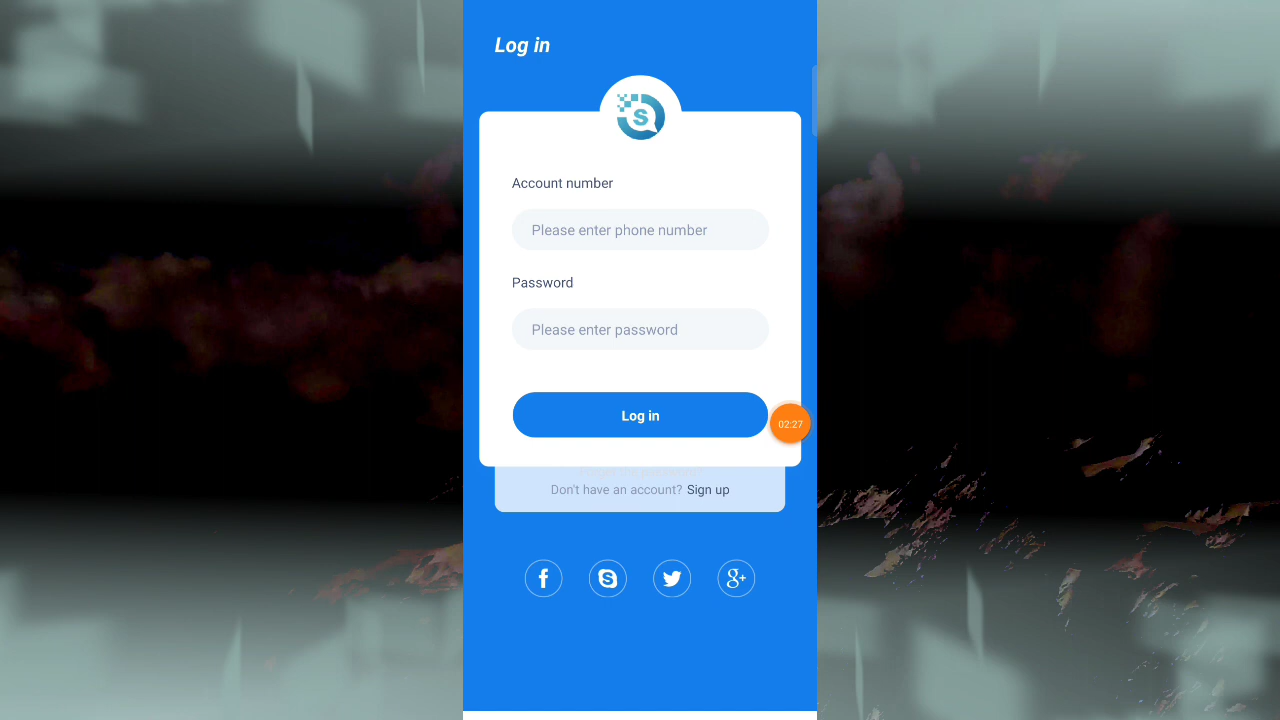 Log in
S
Account number
Please enter phone number
Password
Please enter password
Log in
02:27
Don't have an account? Sign up
f S g+